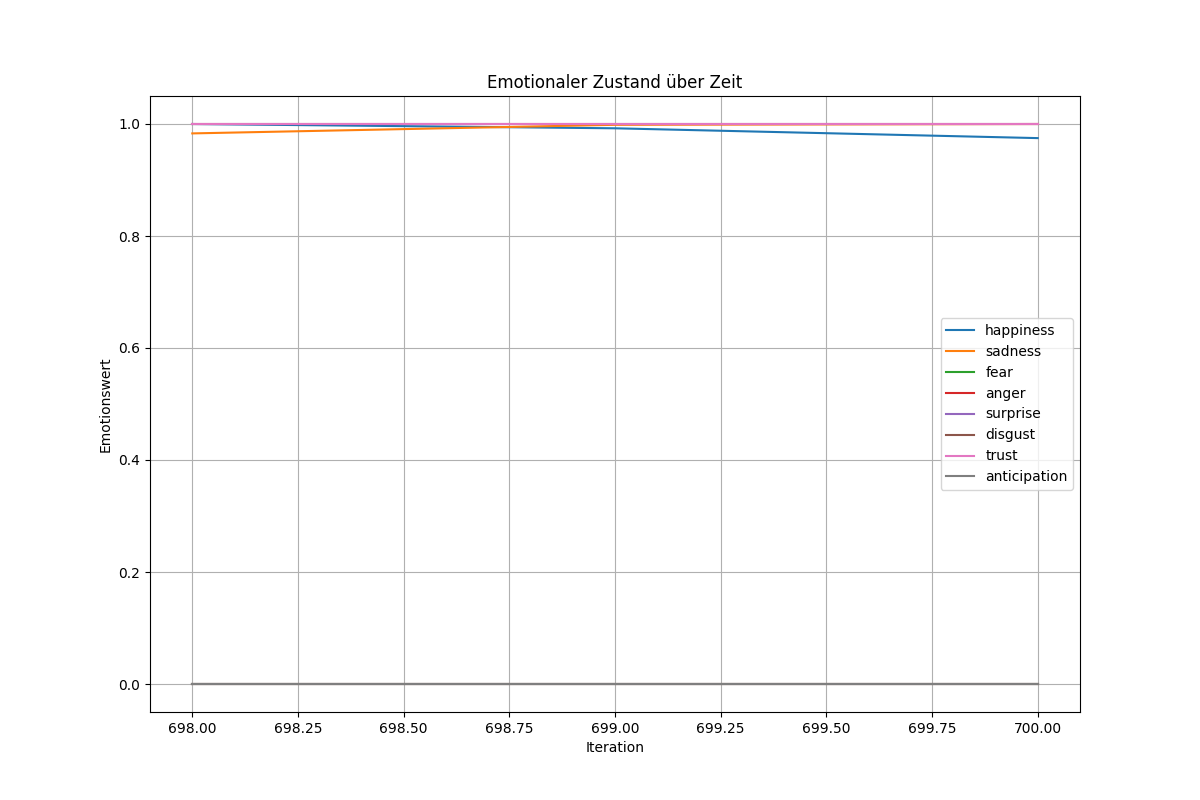 Emotionaler Zustand über Zeit
Emotionswert
1.0
0.8
0.6
0.4
0.2
0.0
happiness
sadness
fear
anger
surprise
disgust
trust
anticipation
698.00 698.25 698.50 698.75 699.00 699.25 699.50 699.75 700.00
Iteration